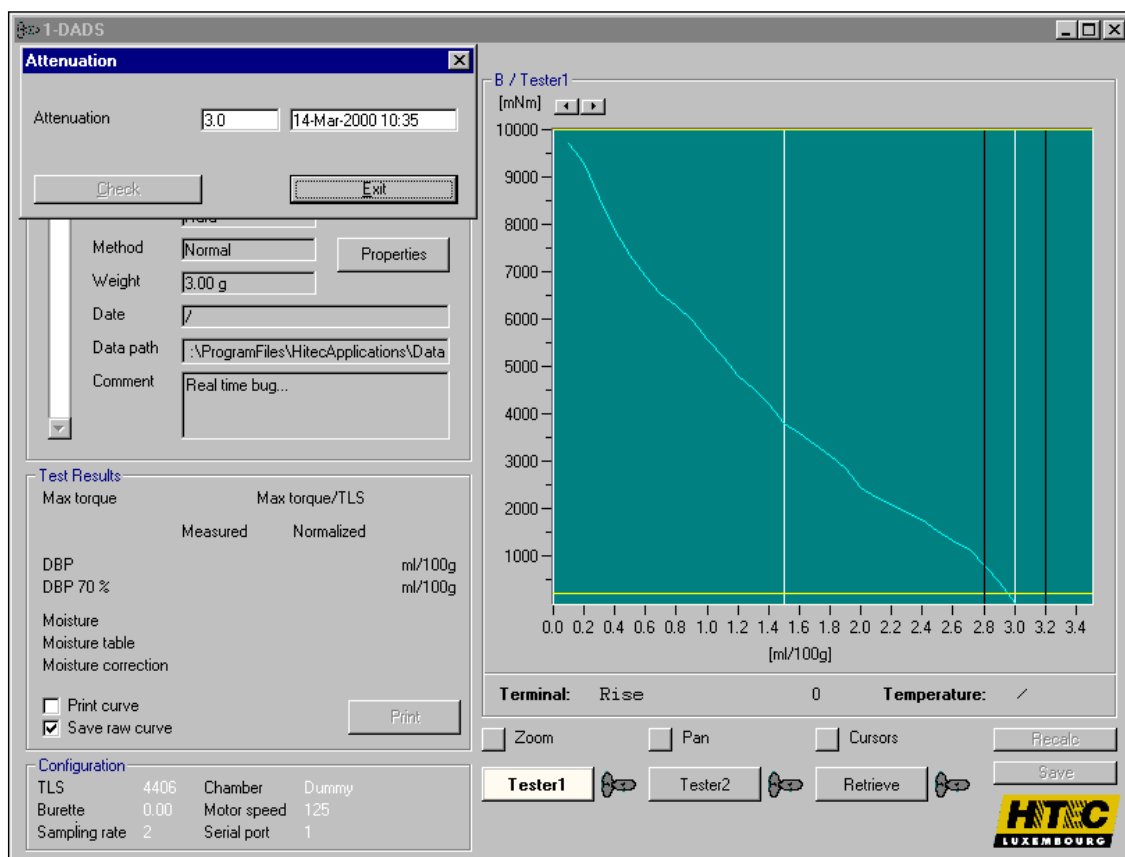 1-DADS
Attenuation
Attenuation 3.0 14-Mar-2000 10:35
Check Exit
Method Normal Properties
Weight 3.00 g
Date /
Data path :\ProgramFiles\HitecApplications\Data
Comment Real time bug...
Test Results
Max torque Max torque/TLS
Measured Normalized
DBP ml/100g
DBP 70 % ml/100g
Moisture
Moisture table
Moisture correction
Print curve
Save raw curve
Print
Configuration
TLS 4406 Chamber Dummy
Burette 0.00 Motor speed 125
Sampling rate 2 Serial port 1
B / Tester1
[mNm]
10000
9000
8000
7000
6000
5000
4000
3000
2000
1000
0.0 0.2 0.4 0.6 0.8 1.0 1.2 1.4 1.6 1.8 2.0 2.2 2.4 2.6 2.8 3.0 3.2 3.4
[ml/100g]
Terminal: Rise 0 Temperature: /
Zoom Pan Cursors Recalc
Save
Tester1 Tester2 Retrieve
HITEC
LUXEMBOURG